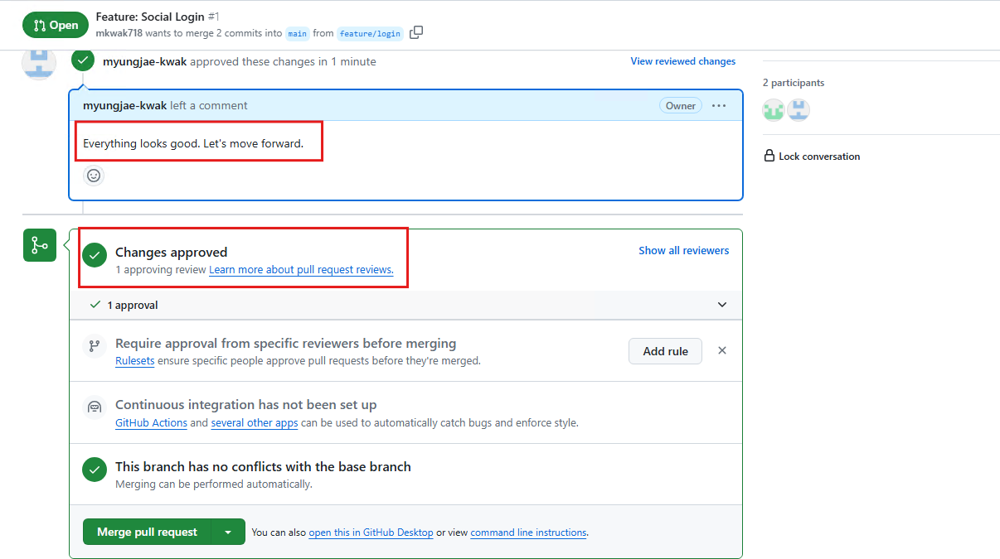 Open
Feature: Social Login #1
mkwak718 wants to merge 2 commits into main from feature/login
myungjae-kwak approved these changes in 1 minute
View reviewed changes
myungjae-kwak left a comment
Owner
Everything looks good. Let's move forward.
2 participants
Lock conversation
Changes approved
1 approving review Learn more about pull request reviews.
Show all reviewers
1 approval
Require approval from specific reviewers before merging
Rulesets ensure specific people approve pull requests before they're merged.
Add rule
Continuous integration has not been set up
GitHub Actions and several other apps can be used to automatically catch bugs and enforce style.
This branch has no conflicts with the base branch
Merging can be performed automatically.
Merge pull request
You can also open this in GitHub Desktop or view command line instructions.